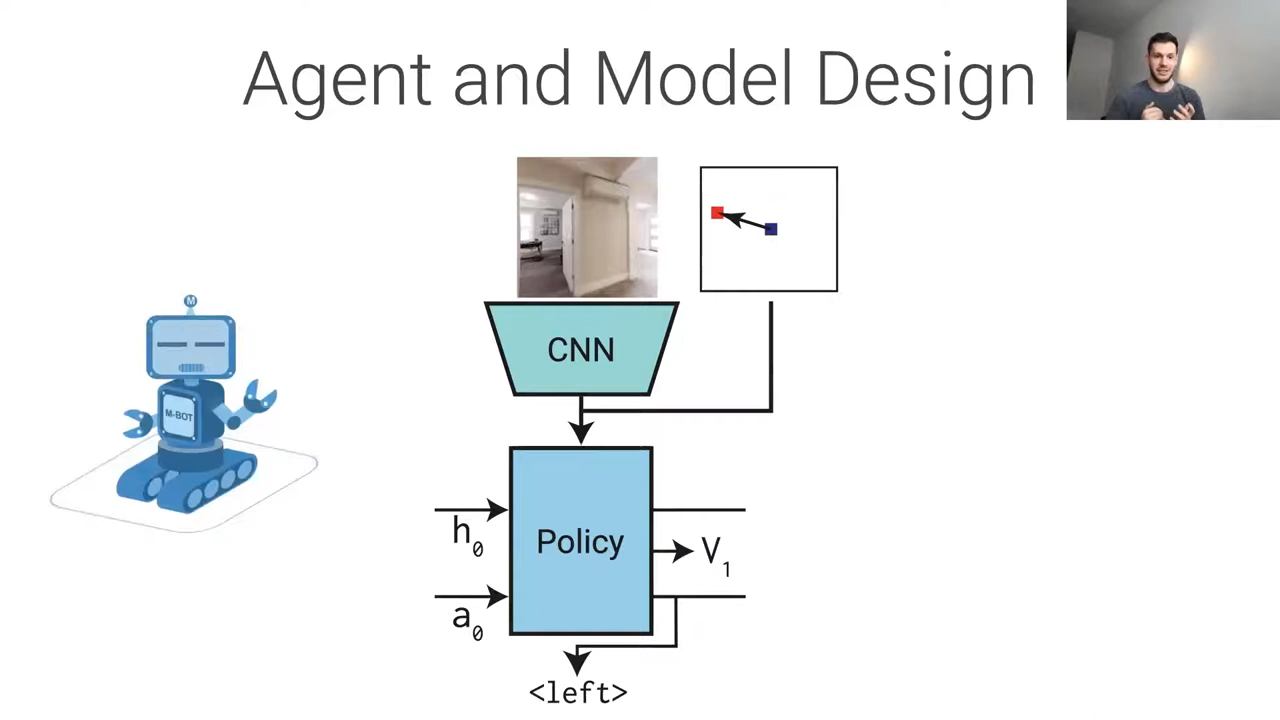 Agent and Model Design
CNN
M
M-BOT
h₀
Policy
V₁
a₀
<left>